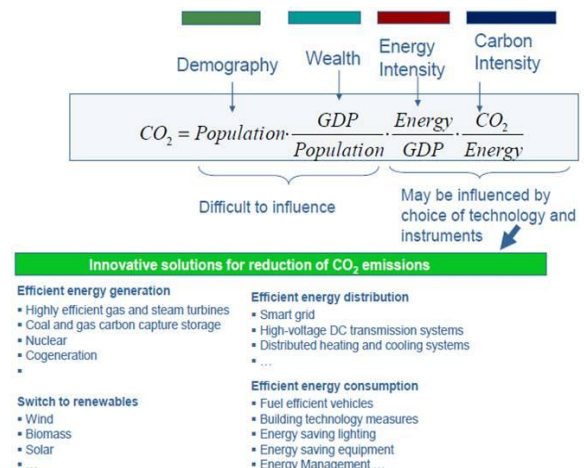 Demography
Wealth
Energy
Intensity
Carbon
Intensity
CO₂ = Population · GDP/Population · Energy/GDP · CO₂/Energy
Difficult to influence
May be influenced by
choice of technology and
instruments
Innovative solutions for reduction of CO₂ emissions
Efficient energy generation
▪ Highly efficient gas and steam turbines
▪ Coal and gas carbon capture storage
▪ Nuclear
▪ Cogeneration
▪
Switch to renewables
▪ Wind
▪ Biomass
▪ Solar
▪ ...
Efficient energy distribution
▪ Smart grid
▪ High-voltage DC transmission systems
▪ Distributed heating and cooling systems
▪ ...
Efficient energy consumption
▪ Fuel efficient vehicles
▪ Building technology measures
▪ Energy saving lighting
▪ Energy saving equipment
▪ Energy Management ...